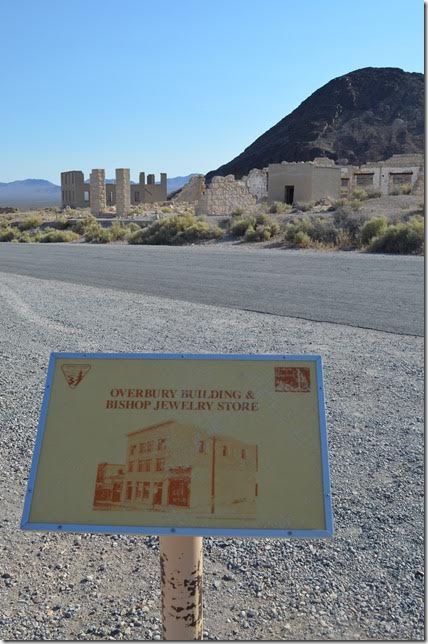 OVERBURY BUILDING &
BISHOP JEWELRY STORE